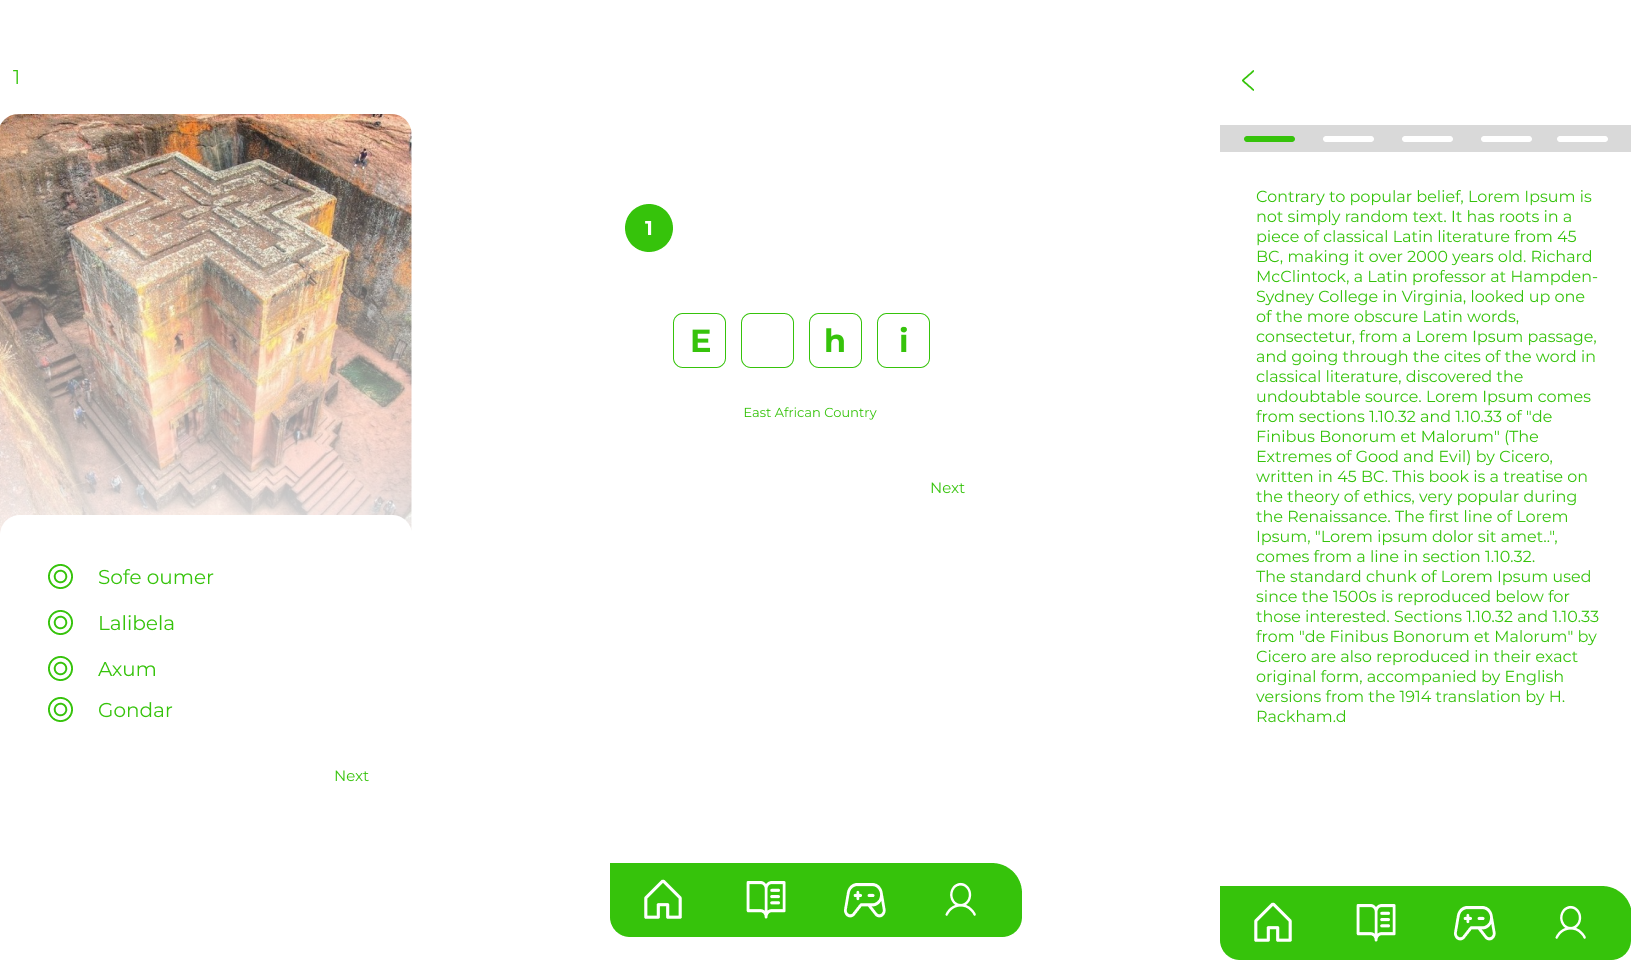 1
Sofe oumer
Lalibela
Axum
Gondar
Next
1
E h i
East African Country
Next
Contrary to popular belief, Lorem Ipsum is
not simply random text. It has roots in a
piece of classical Latin literature from 45
BC, making it over 2000 years old. Richard
McClintock, a Latin professor at Hampden-
Sydney College in Virginia, looked up one
of the more obscure Latin words,
consectetur, from a Lorem Ipsum passage,
and going through the cites of the word in
classical literature, discovered the
undoubtable source. Lorem Ipsum comes
from sections 1.10.32 and 1.10.33 of "de
Finibus Bonorum et Malorum" (The
Extremes of Good and Evil) by Cicero,
written in 45 BC. This book is a treatise on
the theory of ethics, very popular during
the Renaissance. The first line of Lorem
Ipsum, "Lorem ipsum dolor sit amet..",
comes from a line in section 1.10.32.
The standard chunk of Lorem Ipsum used
since the 1500s is reproduced below for
those interested. Sections 1.10.32 and 1.10.33
from "de Finibus Bonorum et Malorum" by
Cicero are also reproduced in their exact
original form, accompanied by English
versions from the 1914 translation by H.
Rackham.d